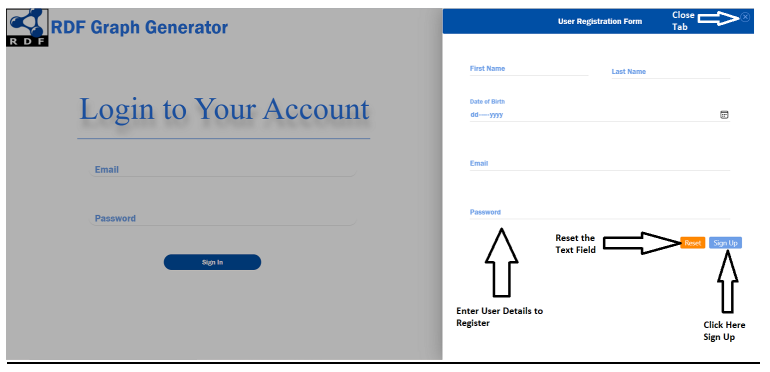 RDF Graph Generator
RDF
Login to Your Account
Email
Password
Sign In
User Registration Form
Close
Tab
First Name
Last Name
Date of Birth
dd----yyyy
Email
Password
Reset the
Text Field
Reset
Sign Up
Enter User Details to
Register
Click Here
Sign Up